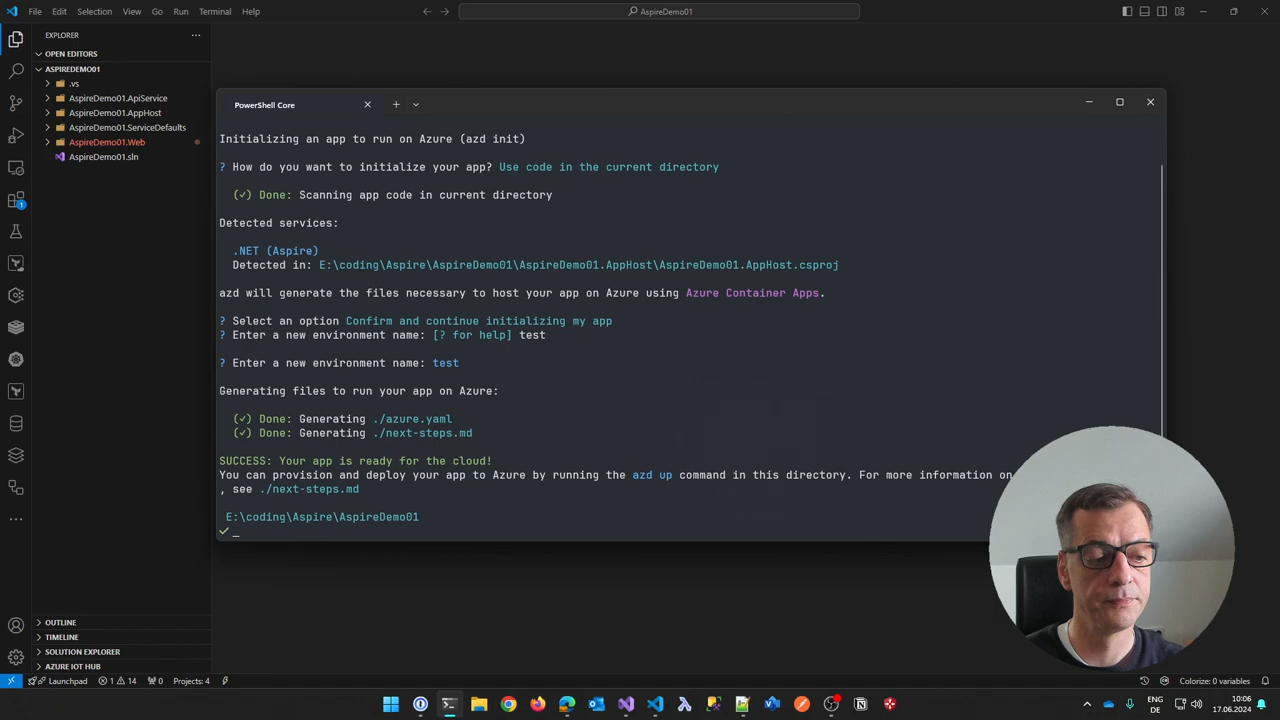 File Edit Selection View Go Run Terminal Help
AspireDemo01
EXPLORER
OPEN EDITORS
ASPIREDEMO01
.vs
AspireDemo01.ApiService
AspireDemo01.AppHost
AspireDemo01.ServiceDefaults
AspireDemo01.Web
AspireDemo01.sln
PowerShell Core
Initializing an app to run on Azure (azd init)
? How do you want to initialize your app? Use code in the current directory
(✓) Done: Scanning app code in current directory
Detected services:
.NET (Aspire)
Detected in: E:\coding\Aspire\AspireDemo01\AspireDemo01.AppHost\AspireDemo01.AppHost.csproj
azd will generate the files necessary to host your app on Azure using Azure Container Apps.
? Select an option Confirm and continue initializing my app
? Enter a new environment name: [? for help] test
? Enter a new environment name: test
Generating files to run your app on Azure:
(✓) Done: Generating ./azure.yaml
(✓) Done: Generating ./next-steps.md
SUCCESS: Your app is ready for the cloud!
You can provision and deploy your app to Azure by running the azd up command in this directory. For more information on
, see ./next-steps.md
E:\coding\Aspire\AspireDemo01
✓ _
OUTLINE
TIMELINE
SOLUTION EXPLORER
AZURE IOT HUB
Launchpad 1 14 0 Projects: 4
Colorize: 0 variables
EN
DE
10:06
17.06.2024